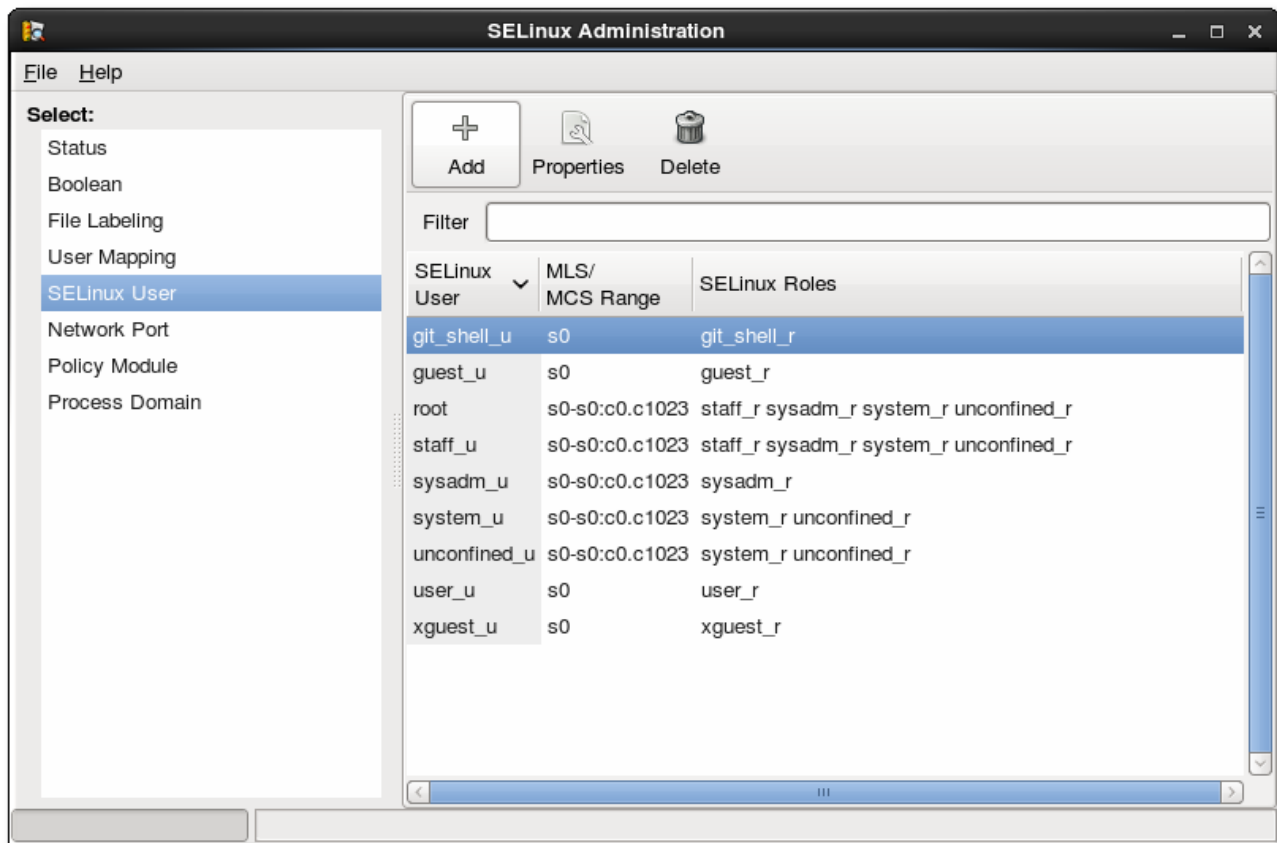 SELinux Administration
File Help
Select:
Status
Boolean
File Labeling
User Mapping
SELinux User
Network Port
Policy Module
Process Domain
Add Properties Delete
Filter
SELinux User MLS/ MCS Range SELinux Roles
git_shell_u s0 git_shell_r
guest_u s0 guest_r
root s0-s0:c0.c1023 staff_r sysadm_r system_r unconfined_r
staff_u s0-s0:c0.c1023 staff_r sysadm_r system_r unconfined_r
sysadm_u s0-s0:c0.c1023 sysadm_r
system_u s0-s0:c0.c1023 system_r unconfined_r
unconfined_u s0-s0:c0.c1023 system_r unconfined_r
user_u s0 user_r
xguest_u s0 xguest_r